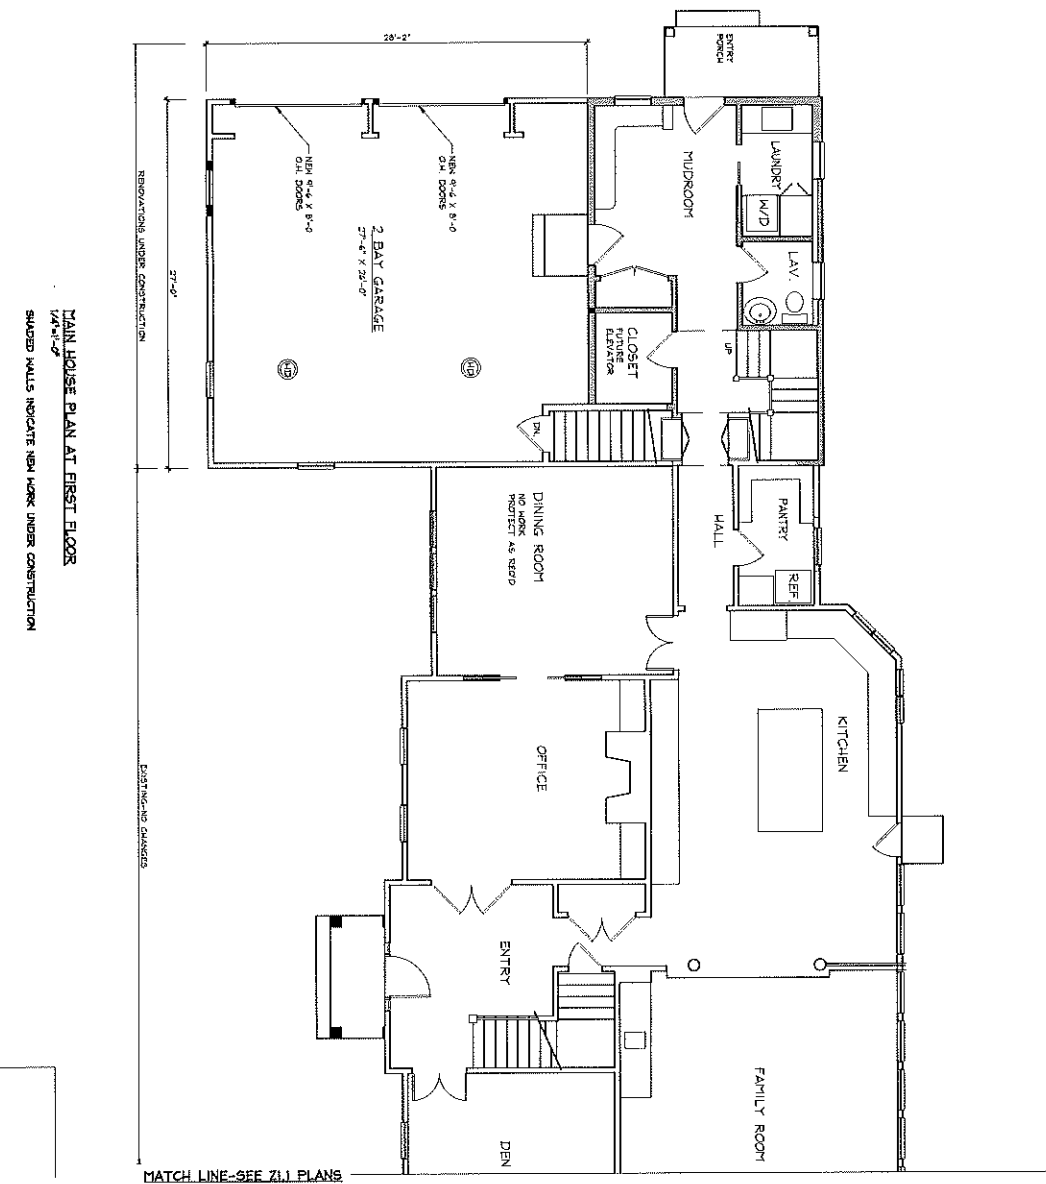 28'-2"
ENTRY
PORCH
NEW 9'-6 X 8'-0
O.H. DOORS
NEW 9'-6 X 8'-0
O.H. DOORS
MUDROOM
LAUNDRY
W/D
2 BAY GARAGE
27'-6" X 26'-0"
LAV.
RENOVATIONS UNDER CONSTRUCTION
27'-0"
CLOSET
FUTURE
ELEVATOR
UP
HD
HD
DN.
MAIN HOUSE PLAN AT FIRST FLOOR
1/4"=1'-0"
SHADED WALLS INDICATE NEW WORK UNDER CONSTRUCTION
DINING ROOM
NO WORK
PROTECT AS REQ'D
HALL
PANTRY
REF.
KITCHEN
OFFICE
EXISTING-NO CHANGES
ENTRY
FAMILY ROOM
DEN
MATCH LINE-SEE Z1.1 PLANS